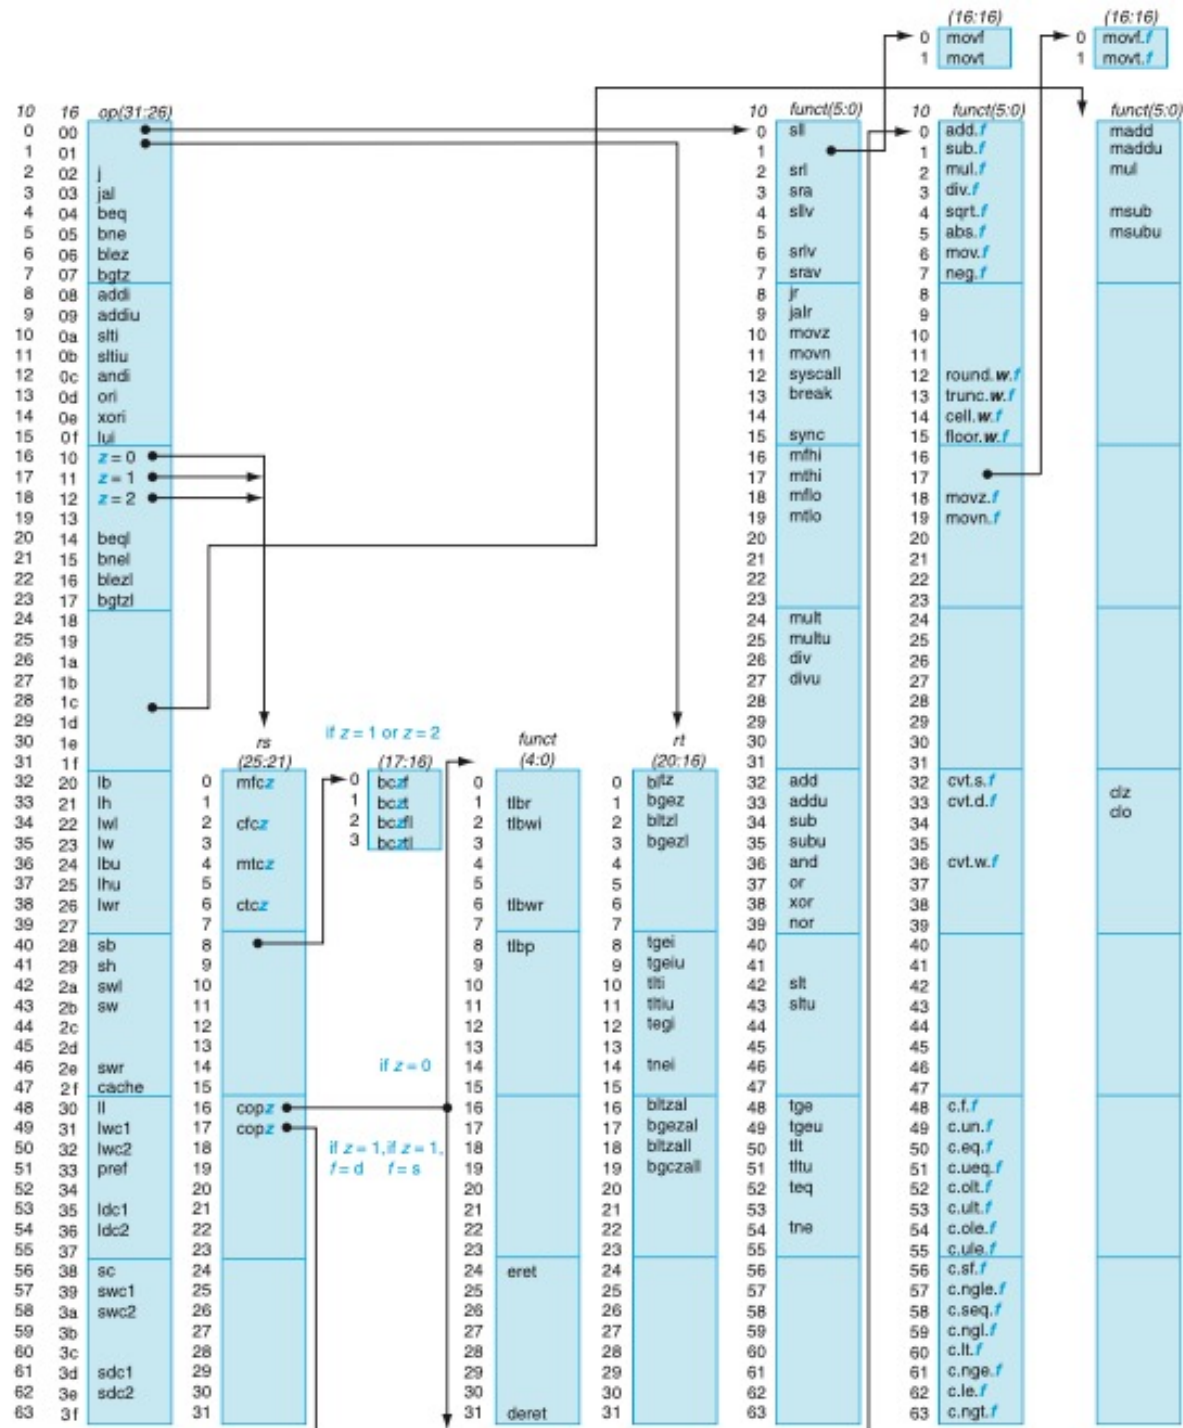 (16:16) (16:16)
0 movf 0 movf.f
1 movt 1 movt.f
10 16 op(31:26) 10 funct(5:0) 10 funct(5:0) funct(5:0)
0 00 0 sll 0 add.f madd
1 01 1 1 sub.f maddu
2 02 j 2 srl 2 mul.f mul
3 03 jal 3 sra 3 div.f
4 04 beq 4 sllv 4 sqrt.f msub
5 05 bne 5 5 abs.f msubu
6 06 blez 6 srlv 6 mov.f
7 07 bgtz 7 srav 7 neg.f
8 08 addi 8 jr 8
9 09 addiu 9 jalr 9
10 0a slti 10 movz 10
11 0b sltiu 11 movn 11
12 0c andi 12 syscall 12 round.w.f
13 0d ori 13 break 13 trunc.w.f
14 0e xori 14 14 cell.w.f
15 0f lui 15 sync 15 floor.w.f
16 10 z = 0 16 mfhi 16
17 11 z = 1 17 mthi 17
18 12 z = 2 18 mflo 18 movz.f
19 13 19 mtlo 19 movn.f
20 14 beql 20 20
21 15 bnel 21 21
22 16 blezl 22 22
23 17 bgtzl 23 23
24 18 24 mult 24
25 19 25 multu 25
26 1a 26 div 26
27 1b 27 divu 27
28 1c 28 28
29 1d 29 29
30 1e rs if z = 1 or z = 2 funct rt 30 30
31 1f (25:21) (17:16) (4:0) (20:16) 31 31
32 20 lb 0 mfcz 0 bczf 0 0 bltz 32 add 32 cvt.s.f clz
33 21 lh 1 1 bczt 1 tlbr 1 bgez 33 addu 33 cvt.d.f clo
34 22 lwl 2 cfcz 2 bczfl 2 tlbwi 2 bltzl 34 sub 34
35 23 lw 3 3 bcztl 3 3 bgezl 35 subu 35
36 24 lbu 4 mtcz 4 4 36 and 36 cvt.w.f
37 25 lhu 5 5 5 37 or 37
38 26 lwr 6 ctcz 6 tlbwr 6 38 xor 38
39 27 7 7 7 39 nor 39
40 28 sb 8 8 tlbp 8 tgei 40 40
41 29 sh 9 9 9 tgeiu 41 41
42 2a swl 10 10 10 tlti 42 slt 42
43 2b sw 11 11 11 tltiu 43 sltu 43
44 2c 12 12 12 tegi 44 44
45 2d 13 13 13 45 45
46 2e swr 14 if z = 0 14 14 tnei 46 46
47 2f cache 15 15 15 47 47
48 30 ll 16 copz 16 16 bltzal 48 tge 48 c.f.f
49 31 lwc1 17 copz 17 17 bgezal 49 tgeu 49 c.un.f
50 32 lwc2 18 if z = 1, if z = 1, 18 18 bltzall 50 tlt 50 c.eq.f
51 33 pref 19 f = d f = s 19 19 bgczall 51 tltu 51 c.ueq.f
52 34 20 20 20 52 teq 52 c.olt.f
53 35 ldc1 21 21 21 53 53 c.ult.f
54 36 ldc2 22 22 22 54 tne 54 c.ole.f
55 37 23 23 23 55 55 c.ule.f
56 38 sc 24 24 eret 24 56 56 c.sf.f
57 39 swc1 25 25 25 57 57 c.ngle.f
58 3a swc2 26 26 26 58 58 c.seq.f
59 3b 27 27 27 59 59 c.ngl.f
60 3c 28 28 28 60 60 c.lt.f
61 3d sdc1 29 29 29 61 61 c.nge.f
62 3e sdc2 30 30 30 62 62 c.le.f
63 3f 31 31 deret 31 63 63 c.ngt.f